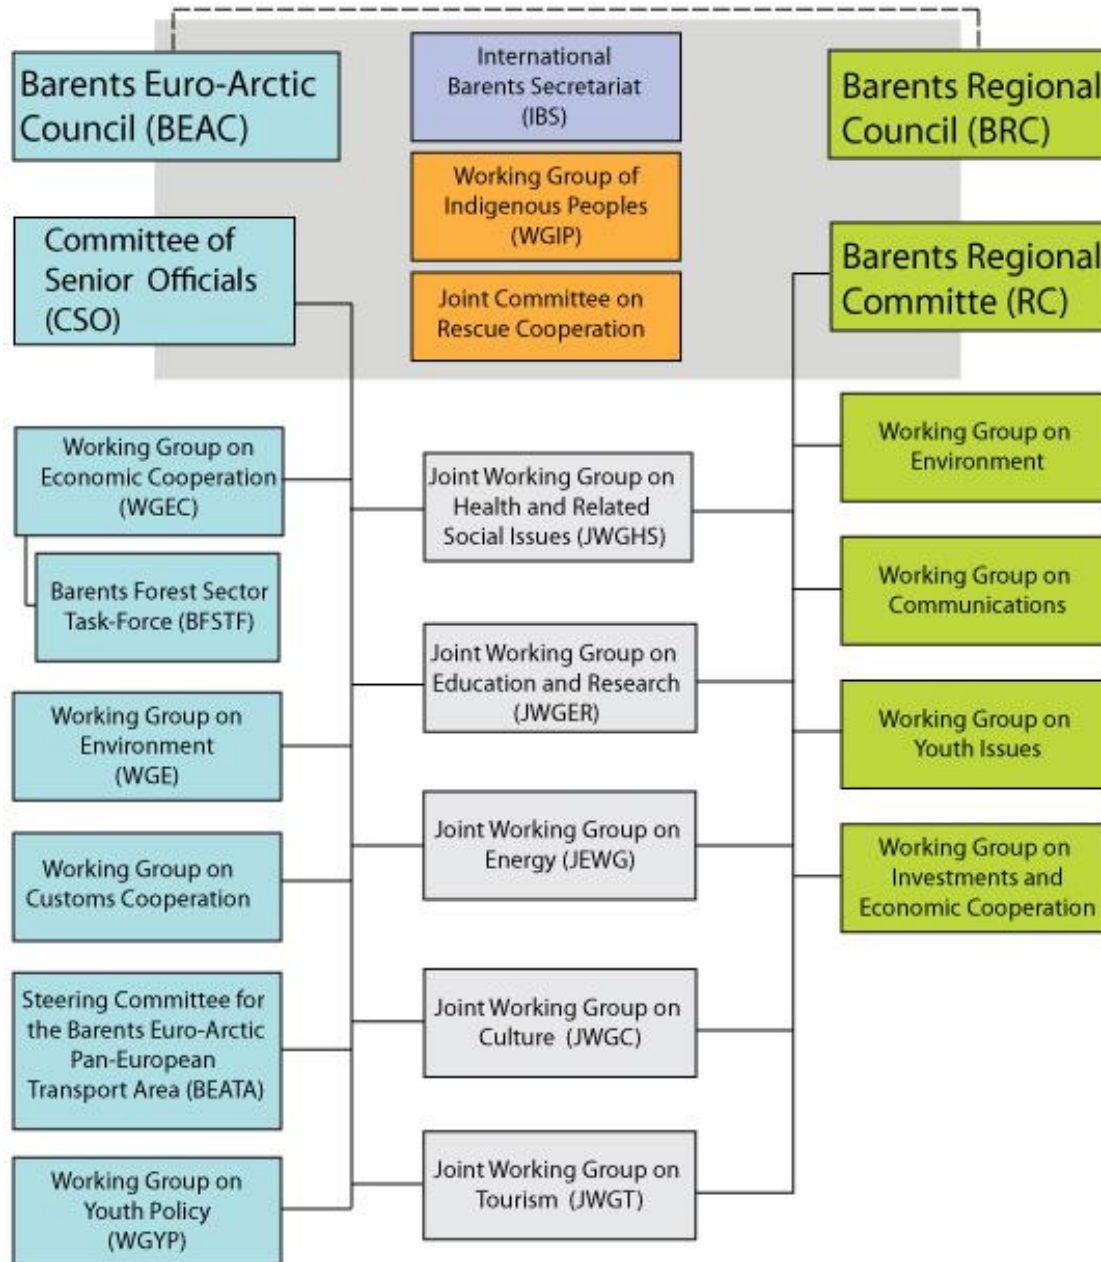 Barents Euro-Arctic
Council (BEAC)
International
Barents Secretariat
(IBS)
Barents Regional
Council (BRC)
Working Group of
Indigenous Peoples
(WGIP)
Committee of
Senior Officials
(CSO)
Joint Committee on
Rescue Cooperation
Barents Regional
Committe (RC)
Working Group on
Economic Cooperation
(WGEC)
Barents Forest Sector
Task-Force (BFSTF)
Working Group on
Environment
(WGE)
Working Group on
Customs Cooperation
Steering Committee for
the Barents Euro-Arctic
Pan-European
Transport Area (BEATA)
Working Group on
Youth Policy
(WGYP)
Joint Working Group on
Health and Related
Social Issues (JWGHS)
Joint Working Group on
Education and Research
(JWGER)
Joint Working Group on
Energy (JEWG)
Joint Working Group on
Culture (JWGC)
Joint Working Group on
Tourism (JWGT)
Working Group on
Environment
Working Group on
Communications
Working Group on
Youth Issues
Working Group on
Investments and
Economic Cooperation